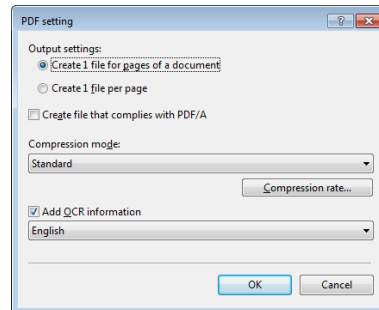 PDF setting
Output settings:
Create 1 file for pages of a document
Create 1 file per page
Create file that complies with PDF/A
Compression mode:
Standard
Compression rate...
Add OCR information
English
OK Cancel